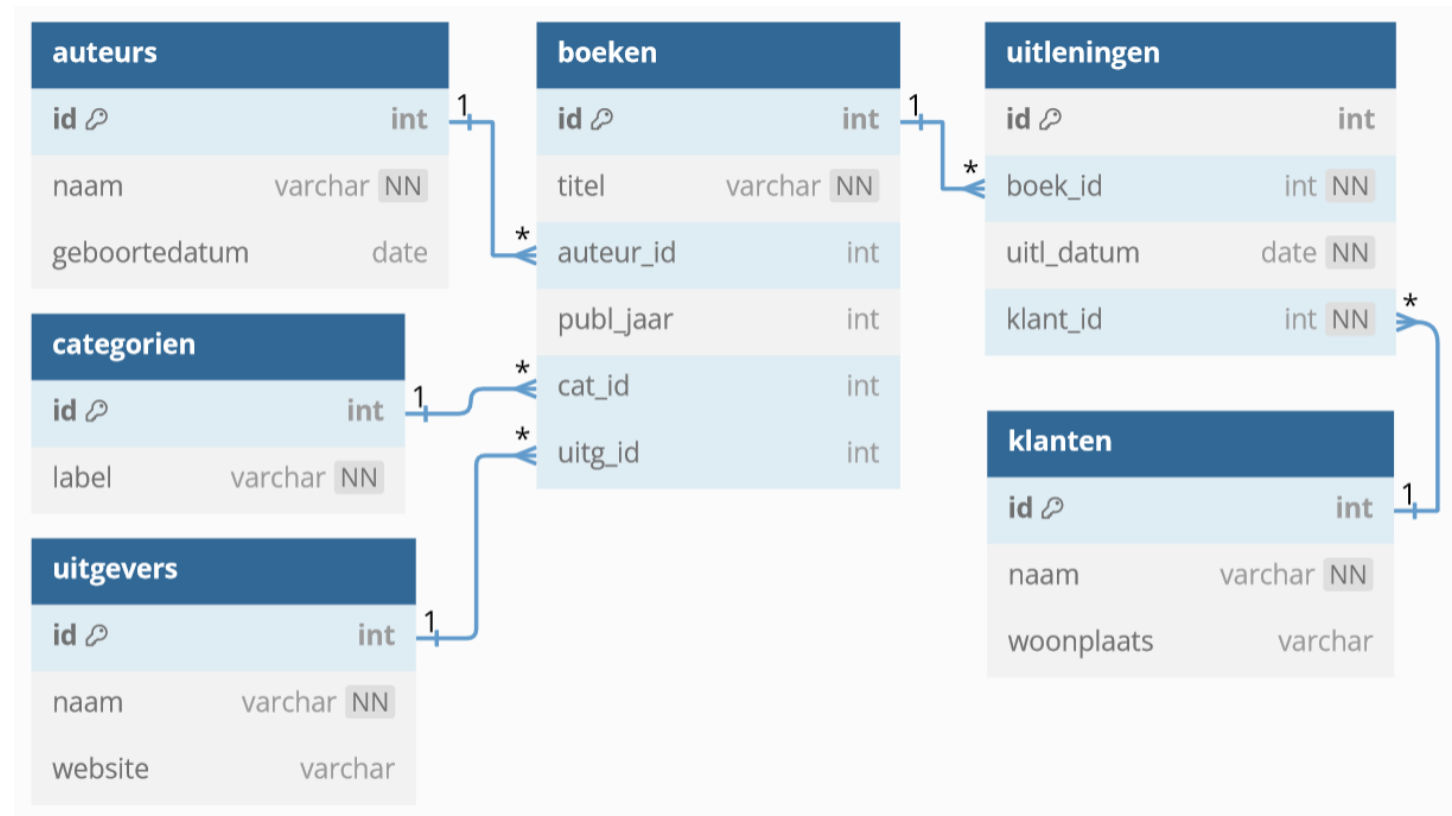 auteurs
id int
naam varchar NN
geboortedatum date
categorien
id int
label varchar NN
uitgevers
id int
naam varchar NN
website varchar
1
*
1
*
1
*
boeken
id int
titel varchar NN
auteur_id int
publ_jaar int
cat_id int
uitg_id int
1
*
uitleningen
id int
boek_id int NN
uitl_datum date NN
klant_id int NN
*
1
klanten
id int
naam varchar NN
woonplaats varchar